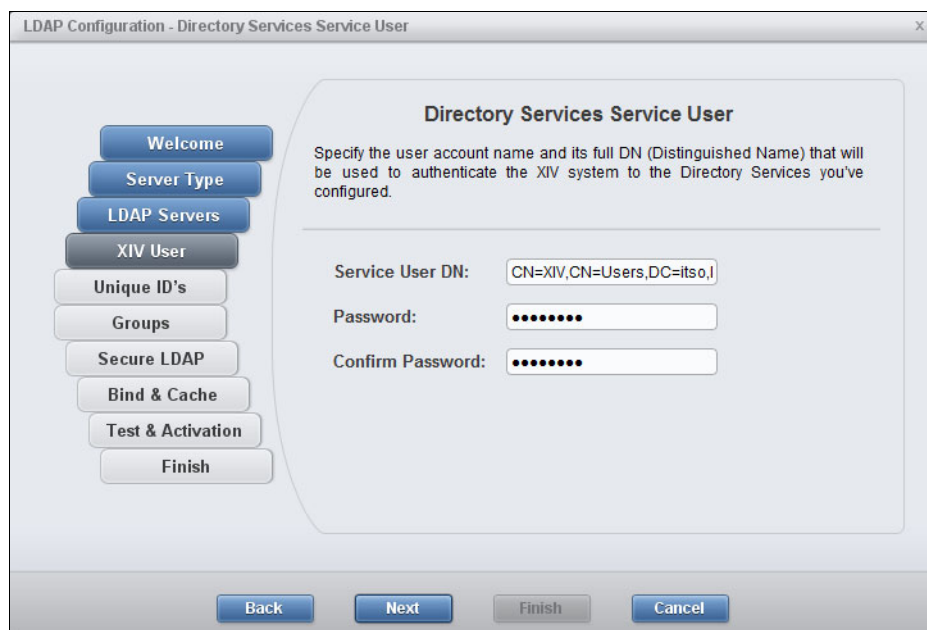 LDAP Configuration - Directory Services Service User
x
Welcome
Server Type
LDAP Servers
XIV User
Unique ID's
Groups
Secure LDAP
Bind & Cache
Test & Activation
Finish
Directory Services Service User
Specify the user account name and its full DN (Distinguished Name) that will
be used to authenticate the XIV system to the Directory Services you've
configured.
Service User DN: CN=XIV,CN=Users,DC=itso,
Password: ●●●●●●●●
Confirm Password: ●●●●●●●●
Back Next Finish Cancel